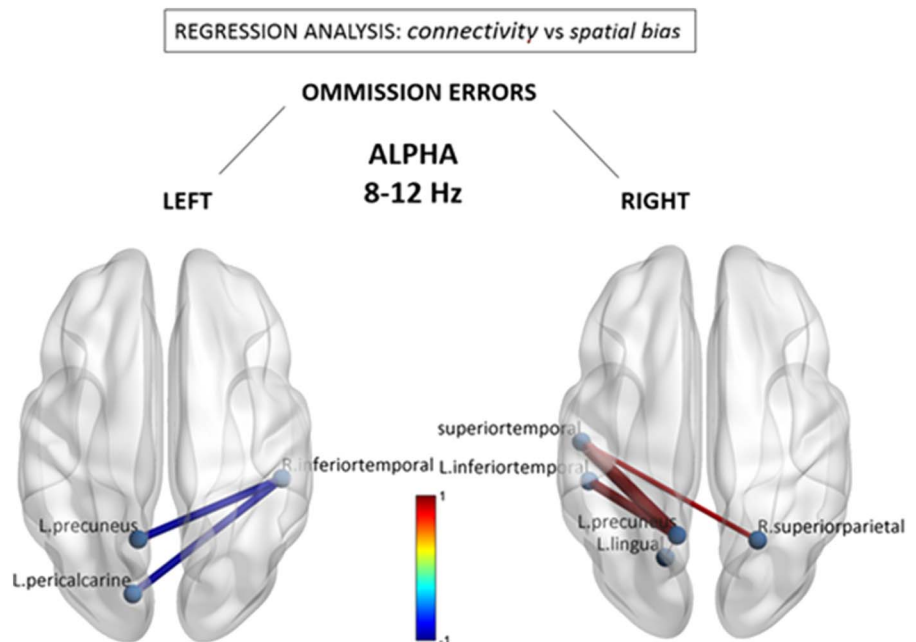 REGRESSION ANALYSIS: connectivity vs spatial bias
OMMISSION ERRORS
ALPHA
8-12 Hz
LEFT
RIGHT
superiortemporal
R.inferiortemporal
L.inferiortemporal
L.precuneus
L.precuneus
R.superiorparietal
L.lingual
L.pericalcarine
1
-1